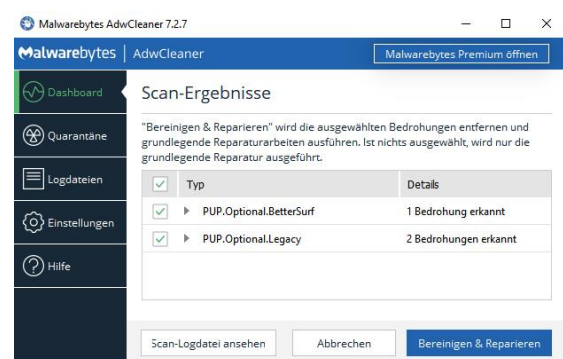 Malwarebytes AdwCleaner 7.2.7
Malwarebytes | AdwCleaner
Malwarebytes Premium öffnen
Dashboard
Quarantäne
Logdateien
Einstellungen
Hilfe
Scan-Ergebnisse
"Bereinigen & Reparieren" wird die ausgewählten Bedrohungen entfernen und
grundlegende Reparaturarbeiten ausführen. Ist nichts ausgewählt, wird nur die
grundlegende Reparatur ausgeführt.
Typ Details
PUP.Optional.BetterSurf 1 Bedrohung erkannt
PUP.Optional.Legacy 2 Bedrohungen erkannt
Scan-Logdatei ansehen
Abbrechen
Bereinigen & Reparieren